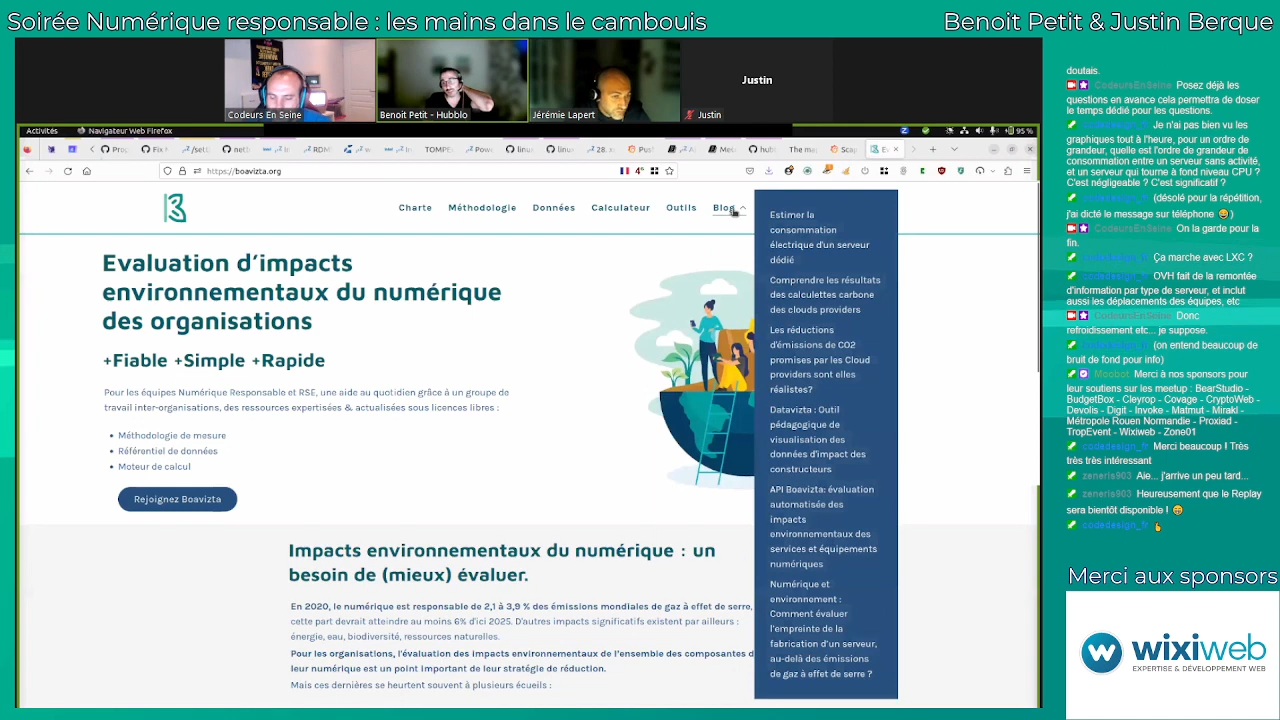 Soirée Numérique responsable : les mains dans le cambouis
Benoit Petit & Justin Berque
Codeurs En Seine
Benoit Petit - Hubblo
Jérémie Lapert
Justin
Justin
Activités
Navigateur Web Firefox
95 %
https://boavizta.org
Charte
Méthodologie
Données
Calculateur
Outils
Blog
Evaluation d’impacts
environnementaux du numérique
des organisations
+Fiable +Simple +Rapide
Pour les équipes Numérique Responsable et RSE, une aide au quotidien grâce à un groupe de
travail inter-organisations, des ressources expertisées & actualisées sous licences libres :
• Méthodologie de mesure
• Référentiel de données
• Moteur de calcul
Rejoignez Boavizta
Impacts environnementaux du numérique : un
besoin de (mieux) évaluer.
En 2020, le numérique est responsable de 2,1 à 3,9 % des émissions mondiales de gaz à effet de serre,
cette part devrait atteindre au moins 6% d'ici 2025. D'autres impacts significatifs existent par ailleurs :
énergie, eau, biodiversité, ressources naturelles.
Pour les organisations, l'évaluation des impacts environnementaux de l'ensemble des composantes d
leur numérique est un point important de leur stratégie de réduction.
Mais ces dernières se heurtent souvent à plusieurs écueils :
Estimer la
consommation
électrique d'un serveur
dédié
Comprendre les résultats
des calculettes carbone
des clouds providers
Les réductions
d'émissions de CO2
promises par les Cloud
providers sont elles
réalistes?
Datavizta : Outil
pédagogique de
visualisation des
données d'impact des
constructeurs
API Boavizta: évaluation
automatisée des
impacts
environnementaux des
services et équipements
numériques
Numérique et
environnement :
Comment évaluer
l'empreinte de la
fabrication d'un serveur,
au-delà des émissions
de gaz à effet de serre ?
doutais.
CodeursEnSeine Posez déjà les
questions en avance cela permettra de doser
le temps dédié pour les questions.
Je n'ai pas bien vu les
graphiques tout à l'heure, pour un ordre de
grandeur, quelle est l'ordre de grandeur de
consommation entre un serveur sans activité,
et un serveur qui tourne à fond niveau CPU ?
C'est négligeable ? C'est significatif ?
(désolé pour la répétition,
j'ai dicté le message sur téléphone)
CodeursEnSeine On la garde pour la
fin.
Ça marche avec LXC ?
OVH fait de la remontée
d'information par type de serveur, et inclut
aussi les déplacements des équipes, etc
CodeursEnSeine Donc
refroidissement etc... je suppose.
(on entend beaucoup de
bruit de fond pour info)
Moobot Merci à nos sponsors pour
leur soutiens sur les meetup : BearStudio -
BudgetBox - Cleyrop - Covage - CryptoWeb -
Devolis - Digit - Invoke - Matmut - Mirakl -
Métropole Rouen Normandie - Proxiad -
TropEvent - Wixiweb - Zone01
codedesign_fr Merci beaucoup ! Très
très très intéressant
zeneris903 Aie... j'arrive un peu tard...
zeneris903 Heureusement que le Replay
sera bientôt disponible !
codedesign_fr
Merci aux sponsor
wixiweb
EXPERTISE & DÉVELOPPEMENT WEB